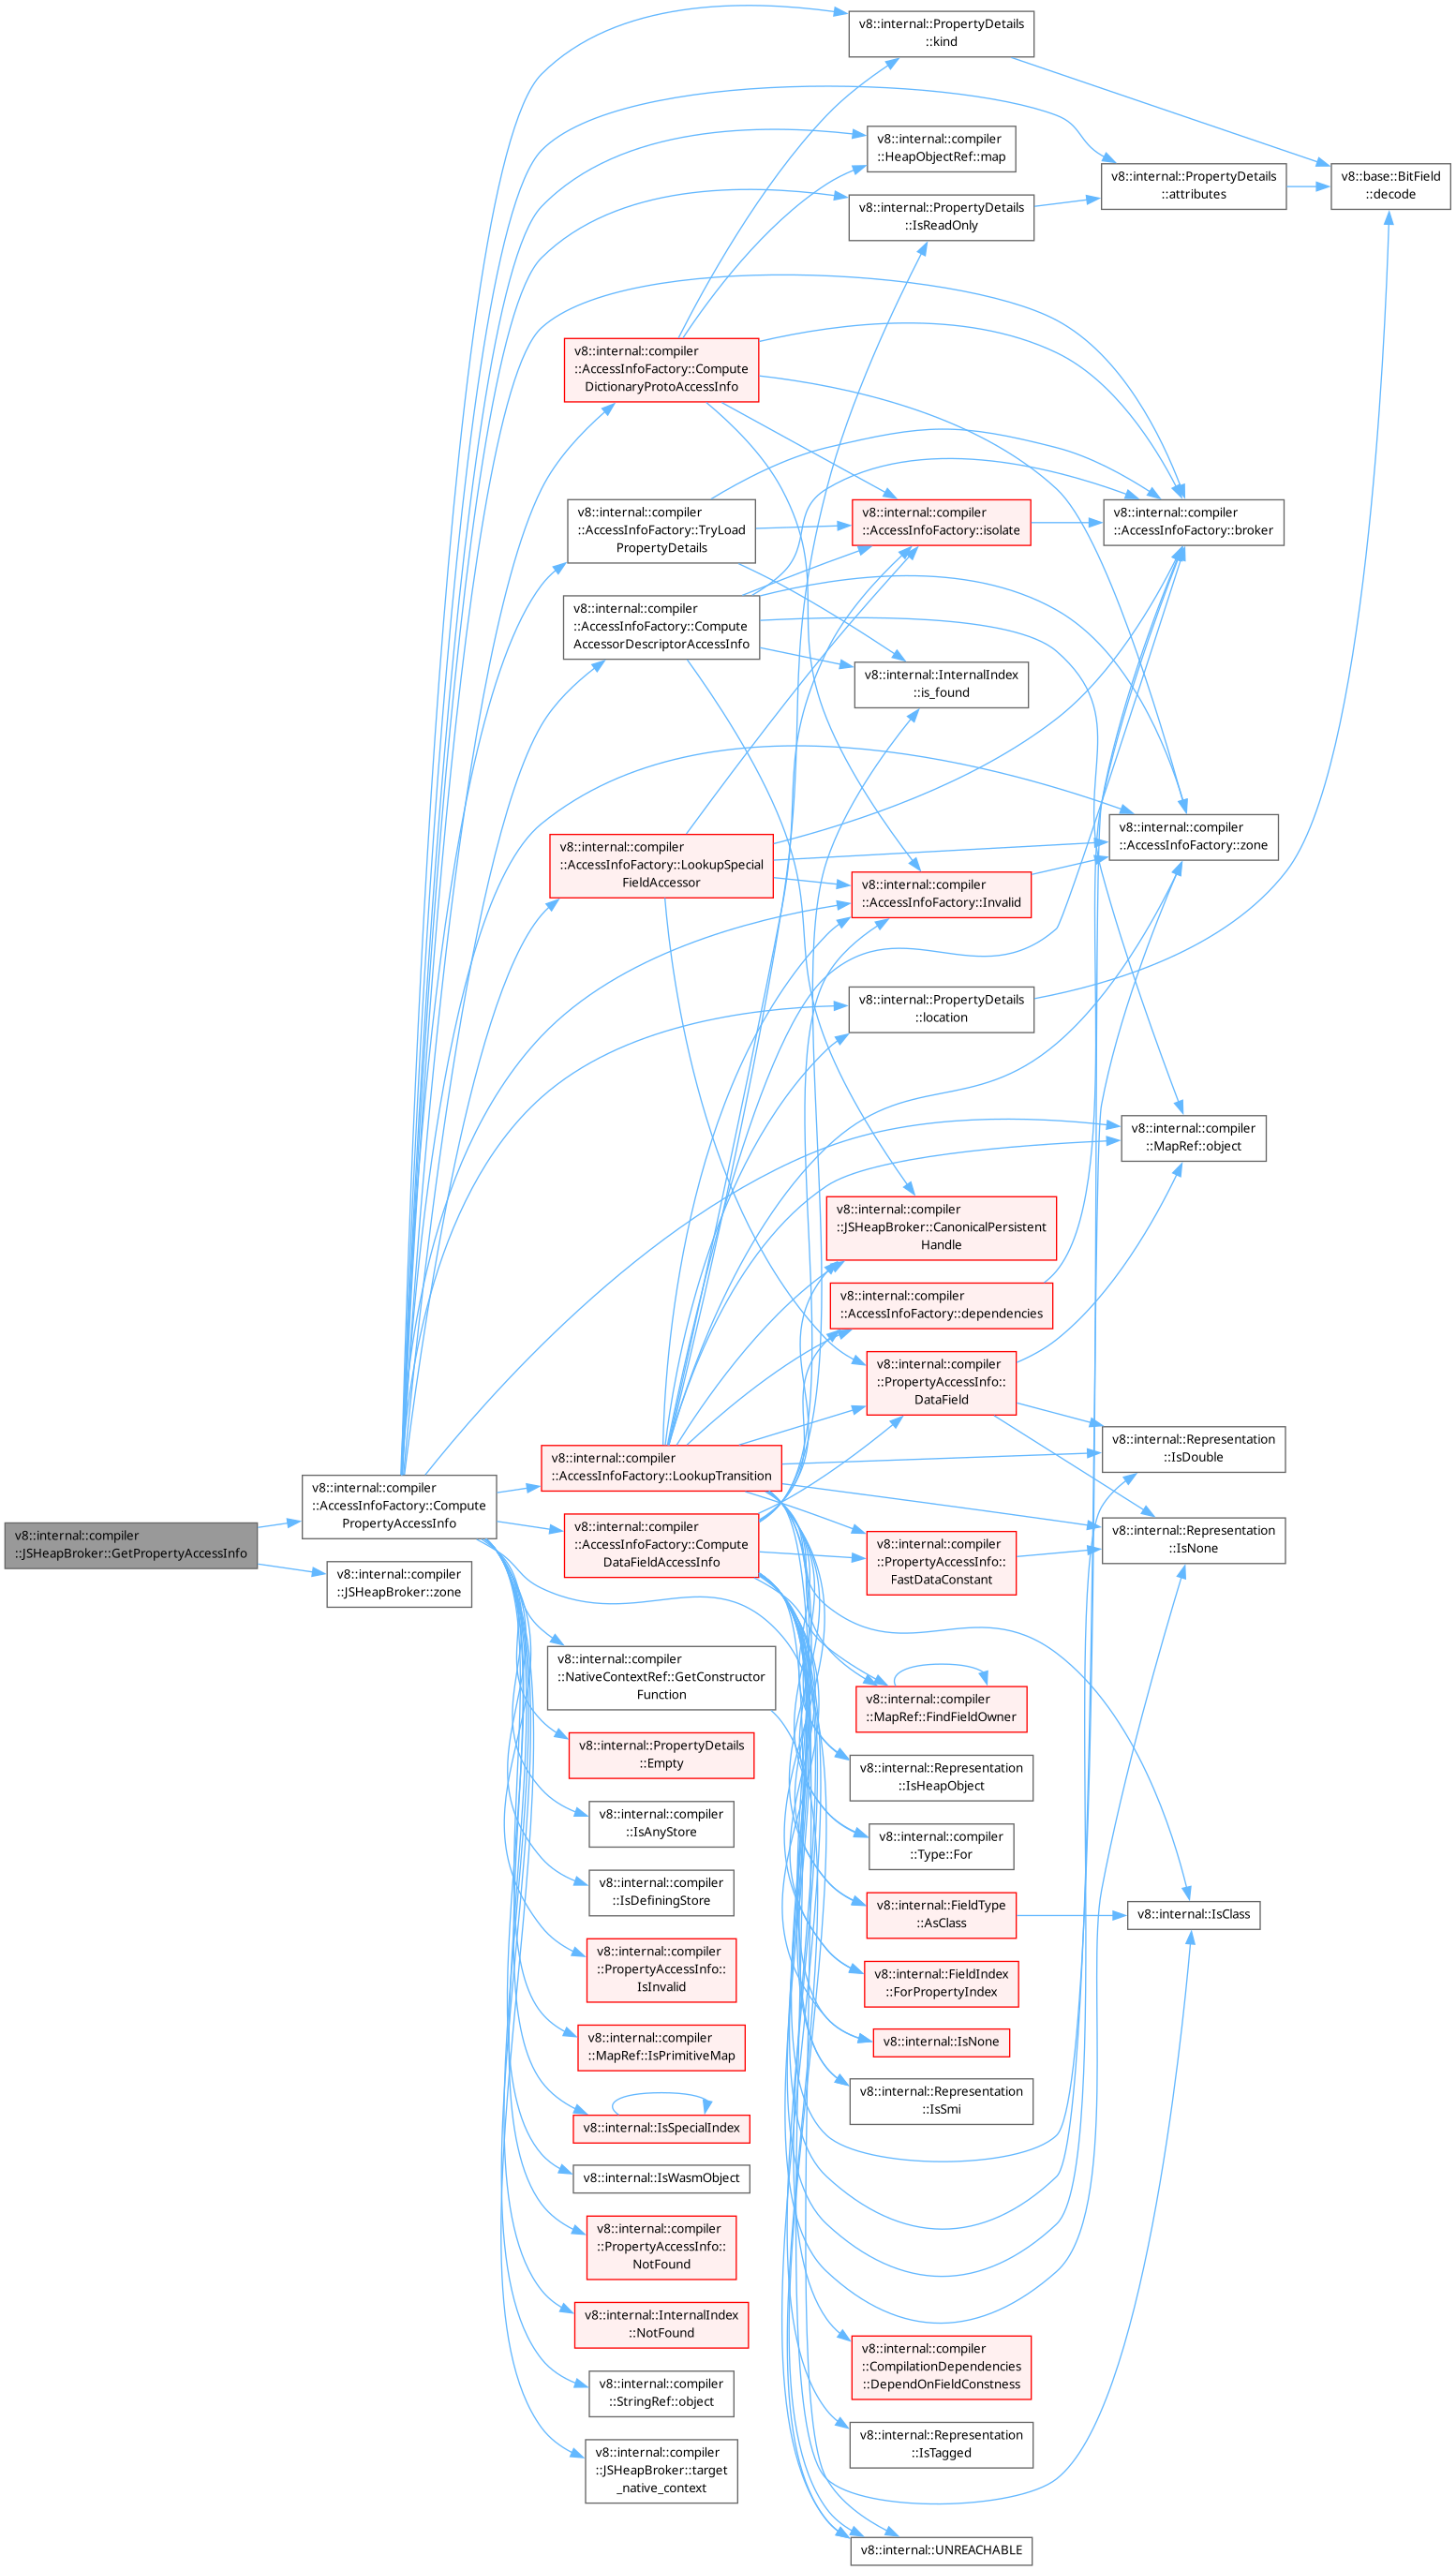 v8::internal::PropertyDetails
::kind
v8::internal::compiler
::HeapObjectRef::map
v8::internal::PropertyDetails
::attributes
v8::base::BitField
::decode
v8::internal::PropertyDetails
::IsReadOnly
v8::internal::compiler
::AccessInfoFactory::Compute
DictionaryProtoAccessInfo
v8::internal::compiler
::AccessInfoFactory::TryLoad
PropertyDetails
v8::internal::compiler
::AccessInfoFactory::isolate
v8::internal::compiler
::AccessInfoFactory::broker
v8::internal::compiler
::AccessInfoFactory::Compute
AccessorDescriptorAccessInfo
v8::internal::InternalIndex
::is_found
v8::internal::compiler
::AccessInfoFactory::zone
v8::internal::compiler
::AccessInfoFactory::LookupSpecial
FieldAccessor
v8::internal::compiler
::AccessInfoFactory::Invalid
v8::internal::PropertyDetails
::location
v8::internal::compiler
::MapRef::object
v8::internal::compiler
::JSHeapBroker::CanonicalPersistent
Handle
v8::internal::compiler
::AccessInfoFactory::dependencies
v8::internal::compiler
::PropertyAccessInfo::
DataField
v8::internal::Representation
::IsDouble
v8::internal::compiler
::AccessInfoFactory::LookupTransition
v8::internal::compiler
::AccessInfoFactory::Compute
PropertyAccessInfo
v8::internal::compiler
::JSHeapBroker::GetPropertyAccessInfo
v8::internal::compiler
::AccessInfoFactory::Compute
DataFieldAccessInfo
v8::internal::compiler
::PropertyAccessInfo::
FastDataConstant
v8::internal::Representation
::IsNone
v8::internal::compiler
::JSHeapBroker::zone
v8::internal::compiler
::NativeContextRef::GetConstructor
Function
v8::internal::compiler
::MapRef::FindFieldOwner
v8::internal::PropertyDetails
::Empty
v8::internal::Representation
::IsHeapObject
v8::internal::compiler
::IsAnyStore
v8::internal::compiler
::Type::For
v8::internal::compiler
::IsDefiningStore
v8::internal::FieldType
::AsClass
v8::internal::IsClass
v8::internal::compiler
::PropertyAccessInfo::
IsInvalid
v8::internal::FieldIndex
::ForPropertyIndex
v8::internal::compiler
::MapRef::IsPrimitiveMap
v8::internal::IsNone
v8::internal::IsSpecialIndex
v8::internal::Representation
::IsSmi
v8::internal::IsWasmObject
v8::internal::compiler
::PropertyAccessInfo::
NotFound
v8::internal::InternalIndex
::NotFound
v8::internal::compiler
::CompilationDependencies
::DependOnFieldConstness
v8::internal::compiler
::StringRef::object
v8::internal::Representation
::IsTagged
v8::internal::compiler
::JSHeapBroker::target
_native_context
v8::internal::UNREACHABLE